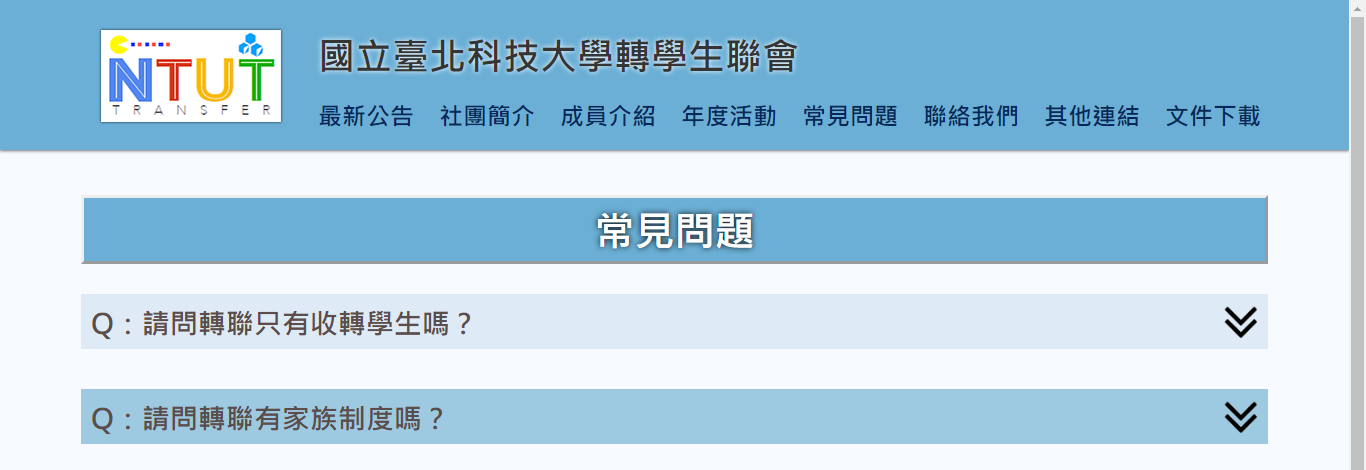 NTUT
TRANSFER
國立臺北科技大學轉學生聯會
最新公告 社團簡介 成員介紹 年度活動 常見問題 聯絡我們 其他連結 文件下載
常見問題
Q：請問轉聯只有收轉學生嗎？
Q：請問轉聯有家族制度嗎？